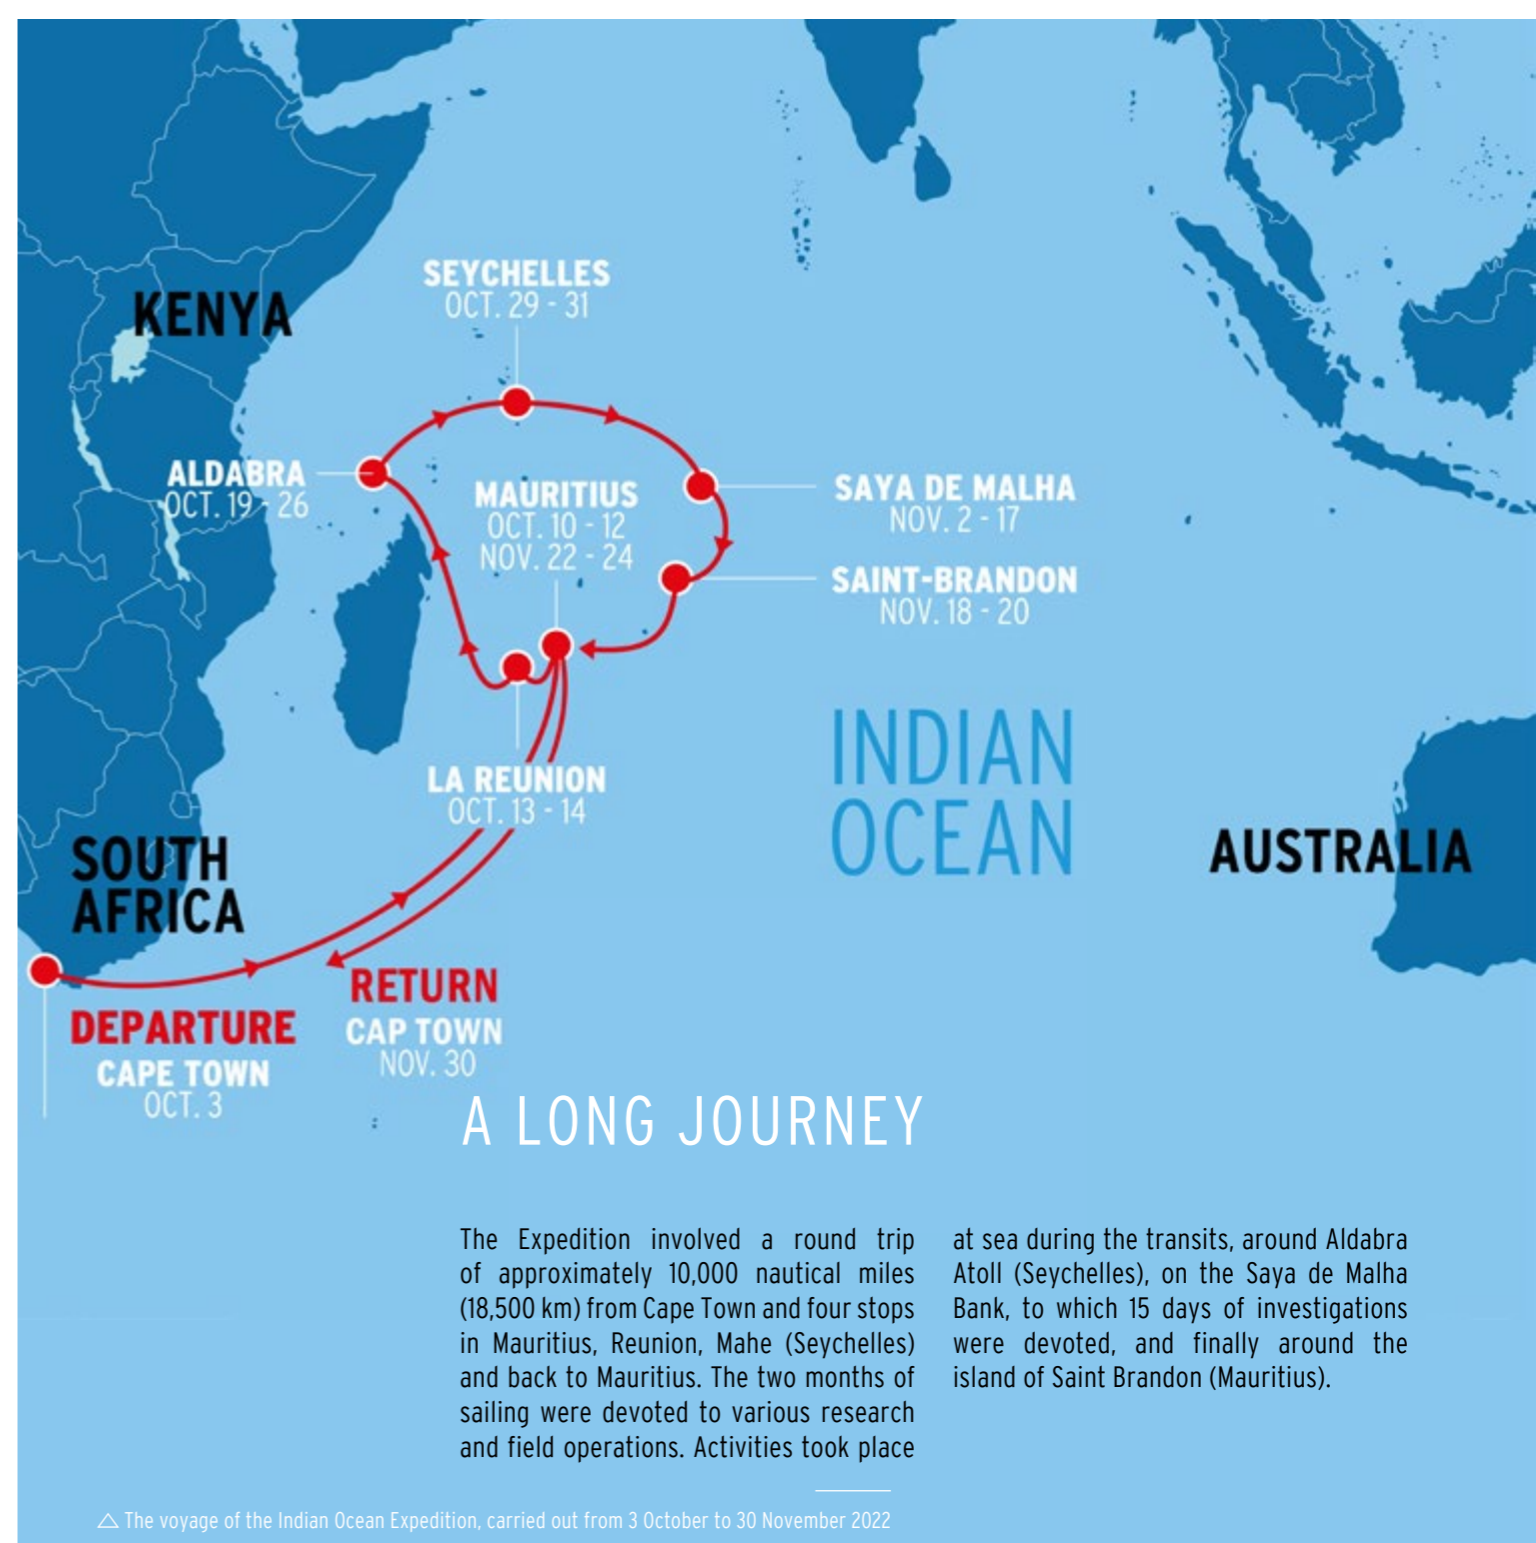 SEYCHELLES
OCT. 29 - 31
KENYA
ALDABRA
OCT. 19 - 26
MAURITIUS
OCT. 10 - 12
NOV. 22 - 24
SAYA DE MALHA
NOV. 2 - 17
SAINT-BRANDON
NOV. 18 - 20
LA REUNION
OCT. 13 - 14
INDIAN
OCEAN
SOUTH
AFRICA
AUSTRALIA
DEPARTURE
CAPE TOWN
OCT. 3
RETURN
CAP TOWN
NOV. 30
A LONG JOURNEY
The Expedition involved a round trip
of approximately 10,000 nautical miles
(18,500 km) from Cape Town and four stops
in Mauritius, Reunion, Mahe (Seychelles)
and back to Mauritius. The two months of
sailing were devoted to various research
and field operations. Activities took place
at sea during the transits, around Aldabra
Atoll (Seychelles), on the Saya de Malha
Bank, to which 15 days of investigations
were devoted, and finally around the
island of Saint Brandon (Mauritius).
△ The voyage of the Indian Ocean Expedition, carried out from 3 October to 30 November 2022